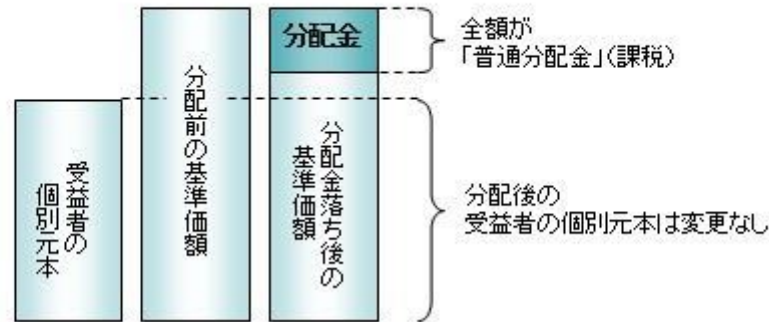 受益者の
個別元本
分配前の基準価額
分配金
分配金落ち後の
基準価額
全額が
「普通分配金」(課税)
分配後の
受益者の個別元本は変更なし